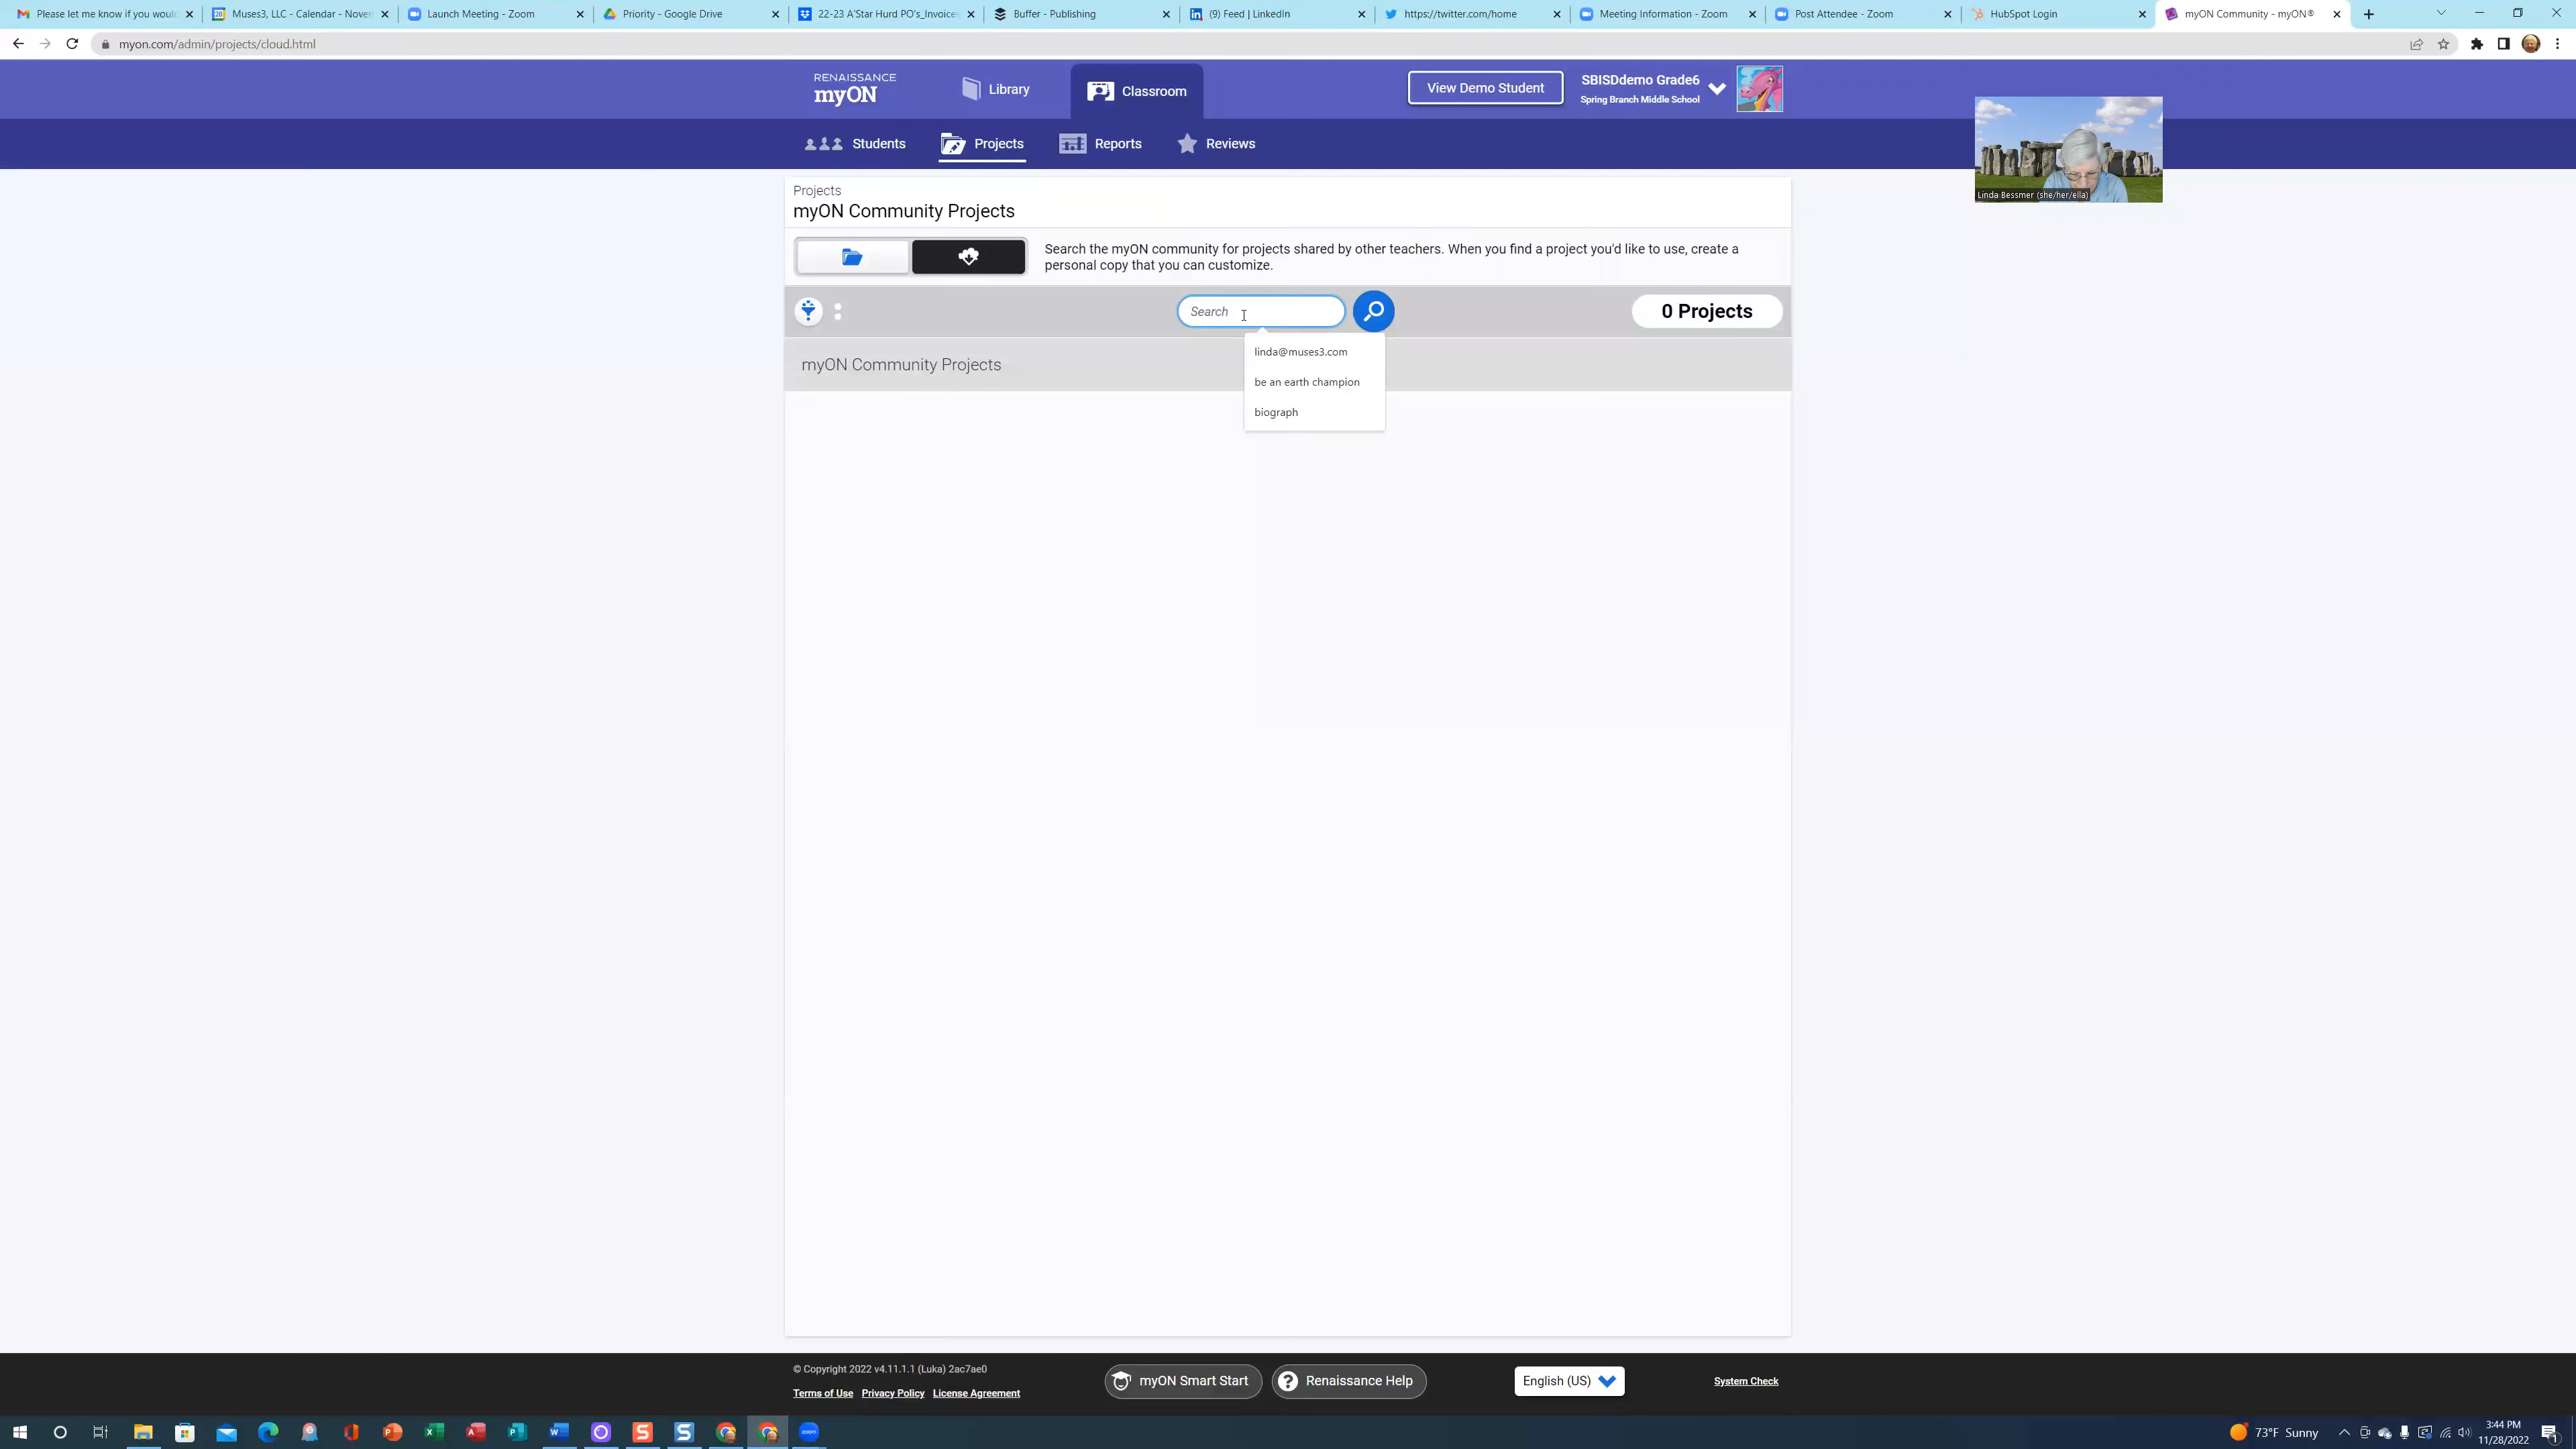 Please let me know if you woul
Muses3, LLC - Calendar - Noven
Launch Meeting - Zoom
Priority - Google Drive
22-23 A'Star Hurd PO's_Invoices
Buffer - Publishing
(9) Feed | LinkedIn
https://twitter.com/home
Meeting Information - Zoom
Post Attendee - Zoom
HubSpot Login
myON Community - myON®
myon.com/admin/projects/cloud.html
RENAISSANCE
myON
Library
Classroom
View Demo Student
SBISDdemo Grade6
Spring Branch Middle School
Students
Projects
Reports
Reviews
Linda Bessmer (she/her/ella)
Projects
myON Community Projects
Search the myON community for projects shared by other teachers. When you find a project you'd like to use, create a
personal copy that you can customize.
Search
0 Projects
myON Community Projects
linda@muses3.com
be an earth champion
biograph
© Copyright 2022 v4.11.1.1 (Luka) 2ac7ae0
Terms of Use Privacy Policy License Agreement
myON Smart Start
Renaissance Help
English (US)
System Check
73°F Sunny
3:44 PM
11/28/2022